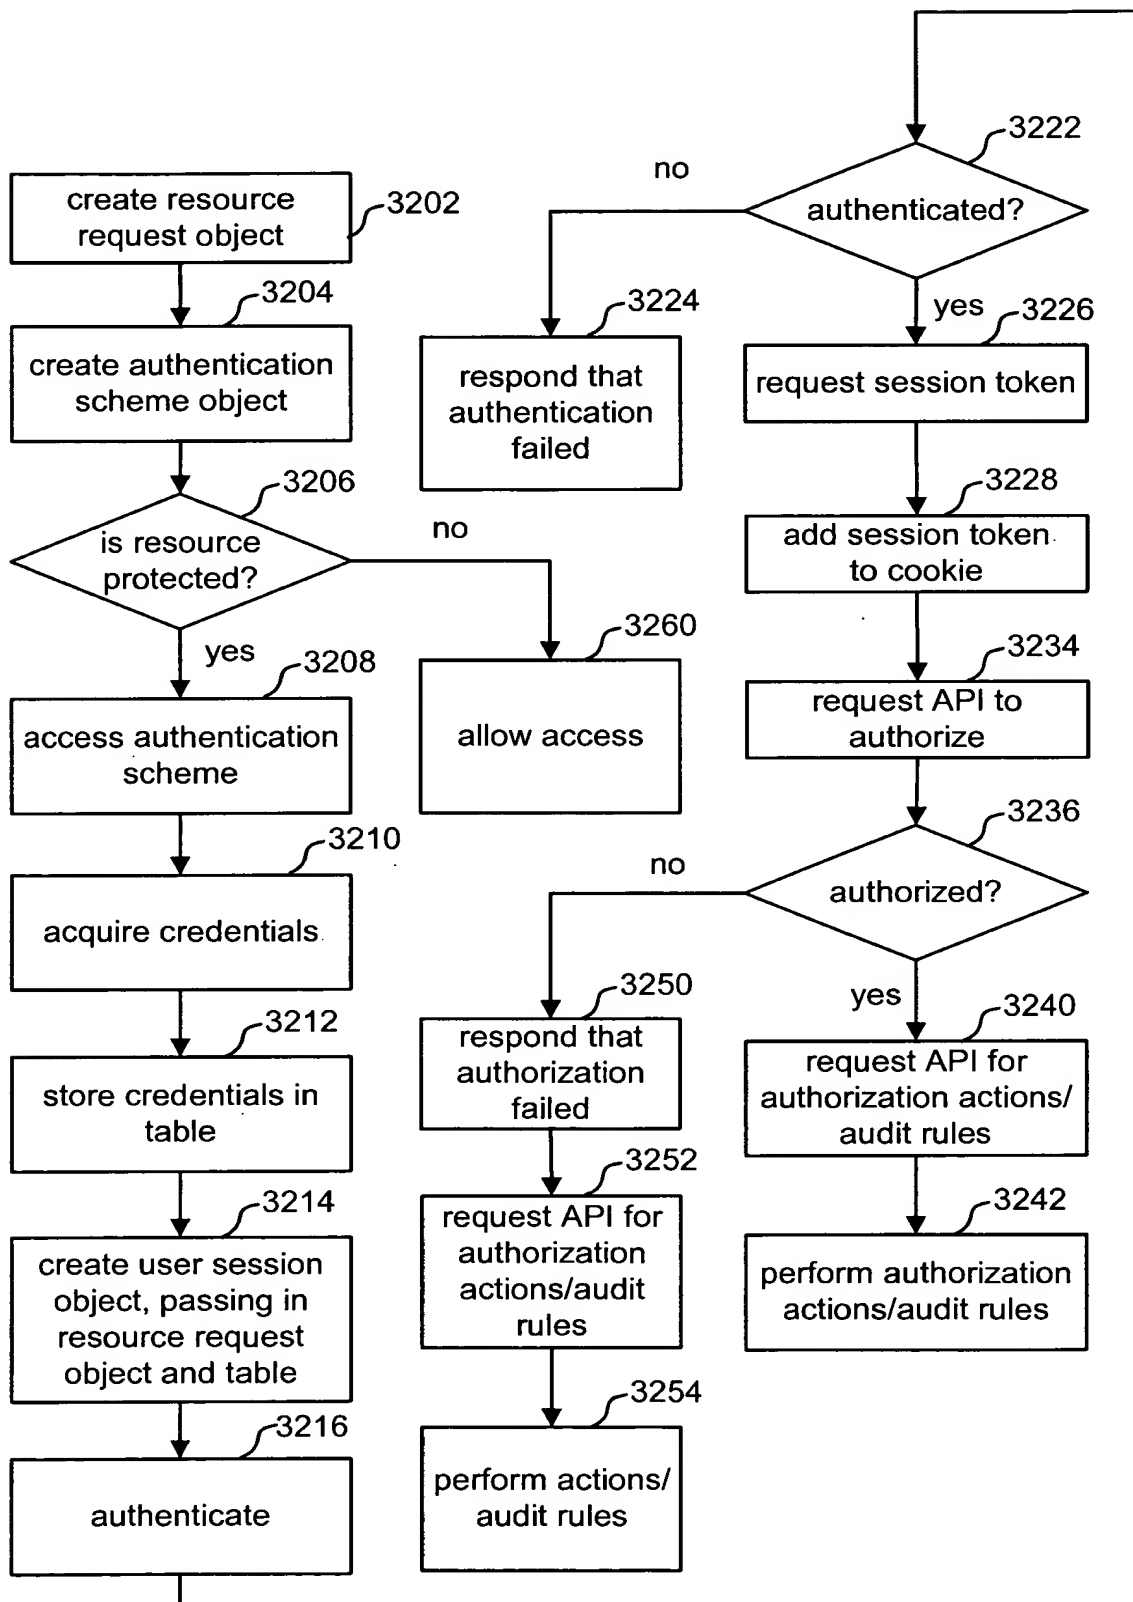 create resource
request object
3202
3204
create authentication
scheme object
3206
is resource
protected?
no
yes
3208
access authentication
scheme
3210
acquire credentials
3212
store credentials in
table
3214
create user session
object, passing in
resource request
object and table
3216
authenticate
3260
allow access
3222
authenticated?
no
3224
respond that
authentication
failed
yes
3226
request session token
3228
add session token
to cookie
3234
request API to
authorize
3236
authorized?
no
3250
respond that
authorization
failed
3252
request API for
authorization
actions/audit
rules
3254
perform actions/
audit rules
yes
3240
request API for
authorization actions/
audit rules
3242
perform authorization
actions/audit rules